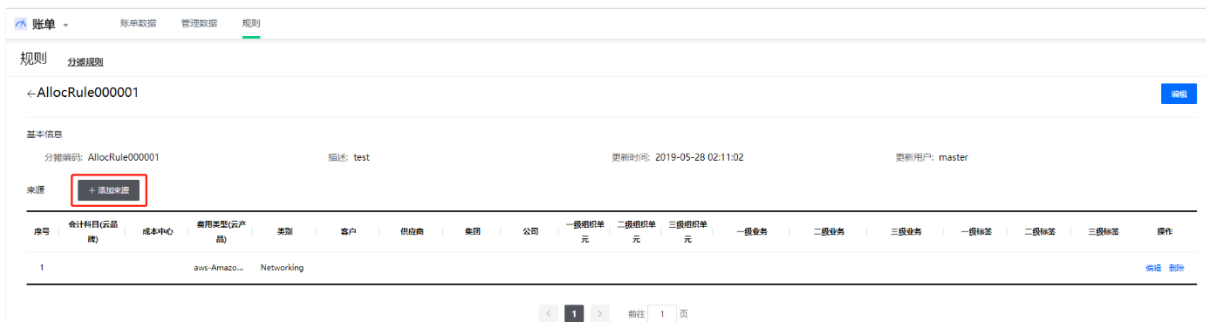 账单 账单数据 管理数据 规则
规则 分摊规则
←AllocRule000001 编辑
基本信息
分摊编码: AllocRule000001 描述: test 更新时间: 2019-05-28 02:11:02 更新用户: master
来源 + 添加来源
序号 会计科目(云品牌) 成本中心 费用类型(云产品) 类别 客户 供应商 集团 公司 一级组织单元 二级组织单元 三级组织单元 一级业务 二级业务 三级业务 一级标签 二级标签 三级标签 操作
1 aws-Amazo... Networking 编辑 删除
< 1 > 前往 1 页